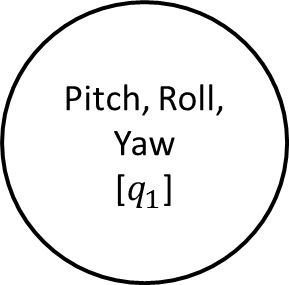 Pitch, Roll,
Yaw
[𝑞₁]